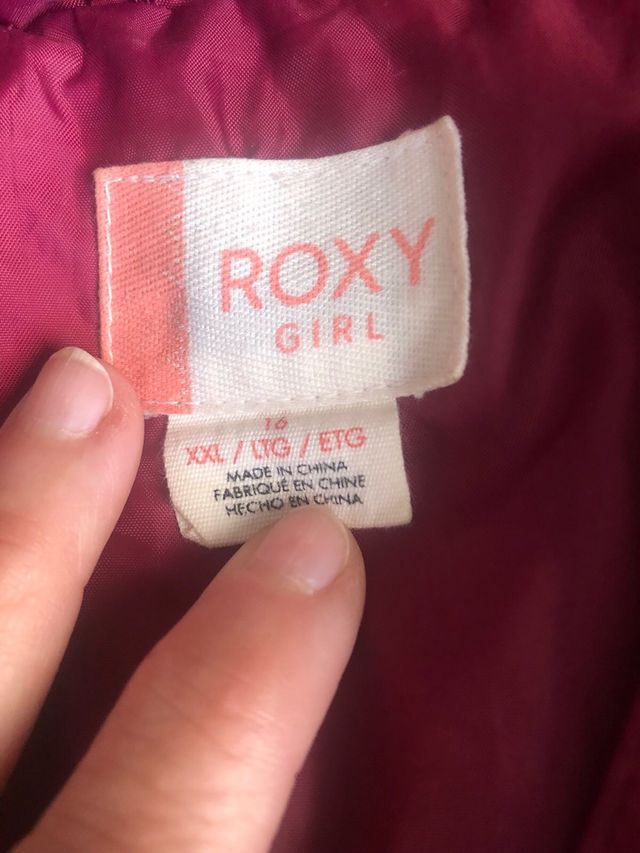 ROXY
GIRL
16
XXL / LTG / ETG
MADE IN CHINA
FABRIQUÉ EN CHINE
HECHO EN CHINA